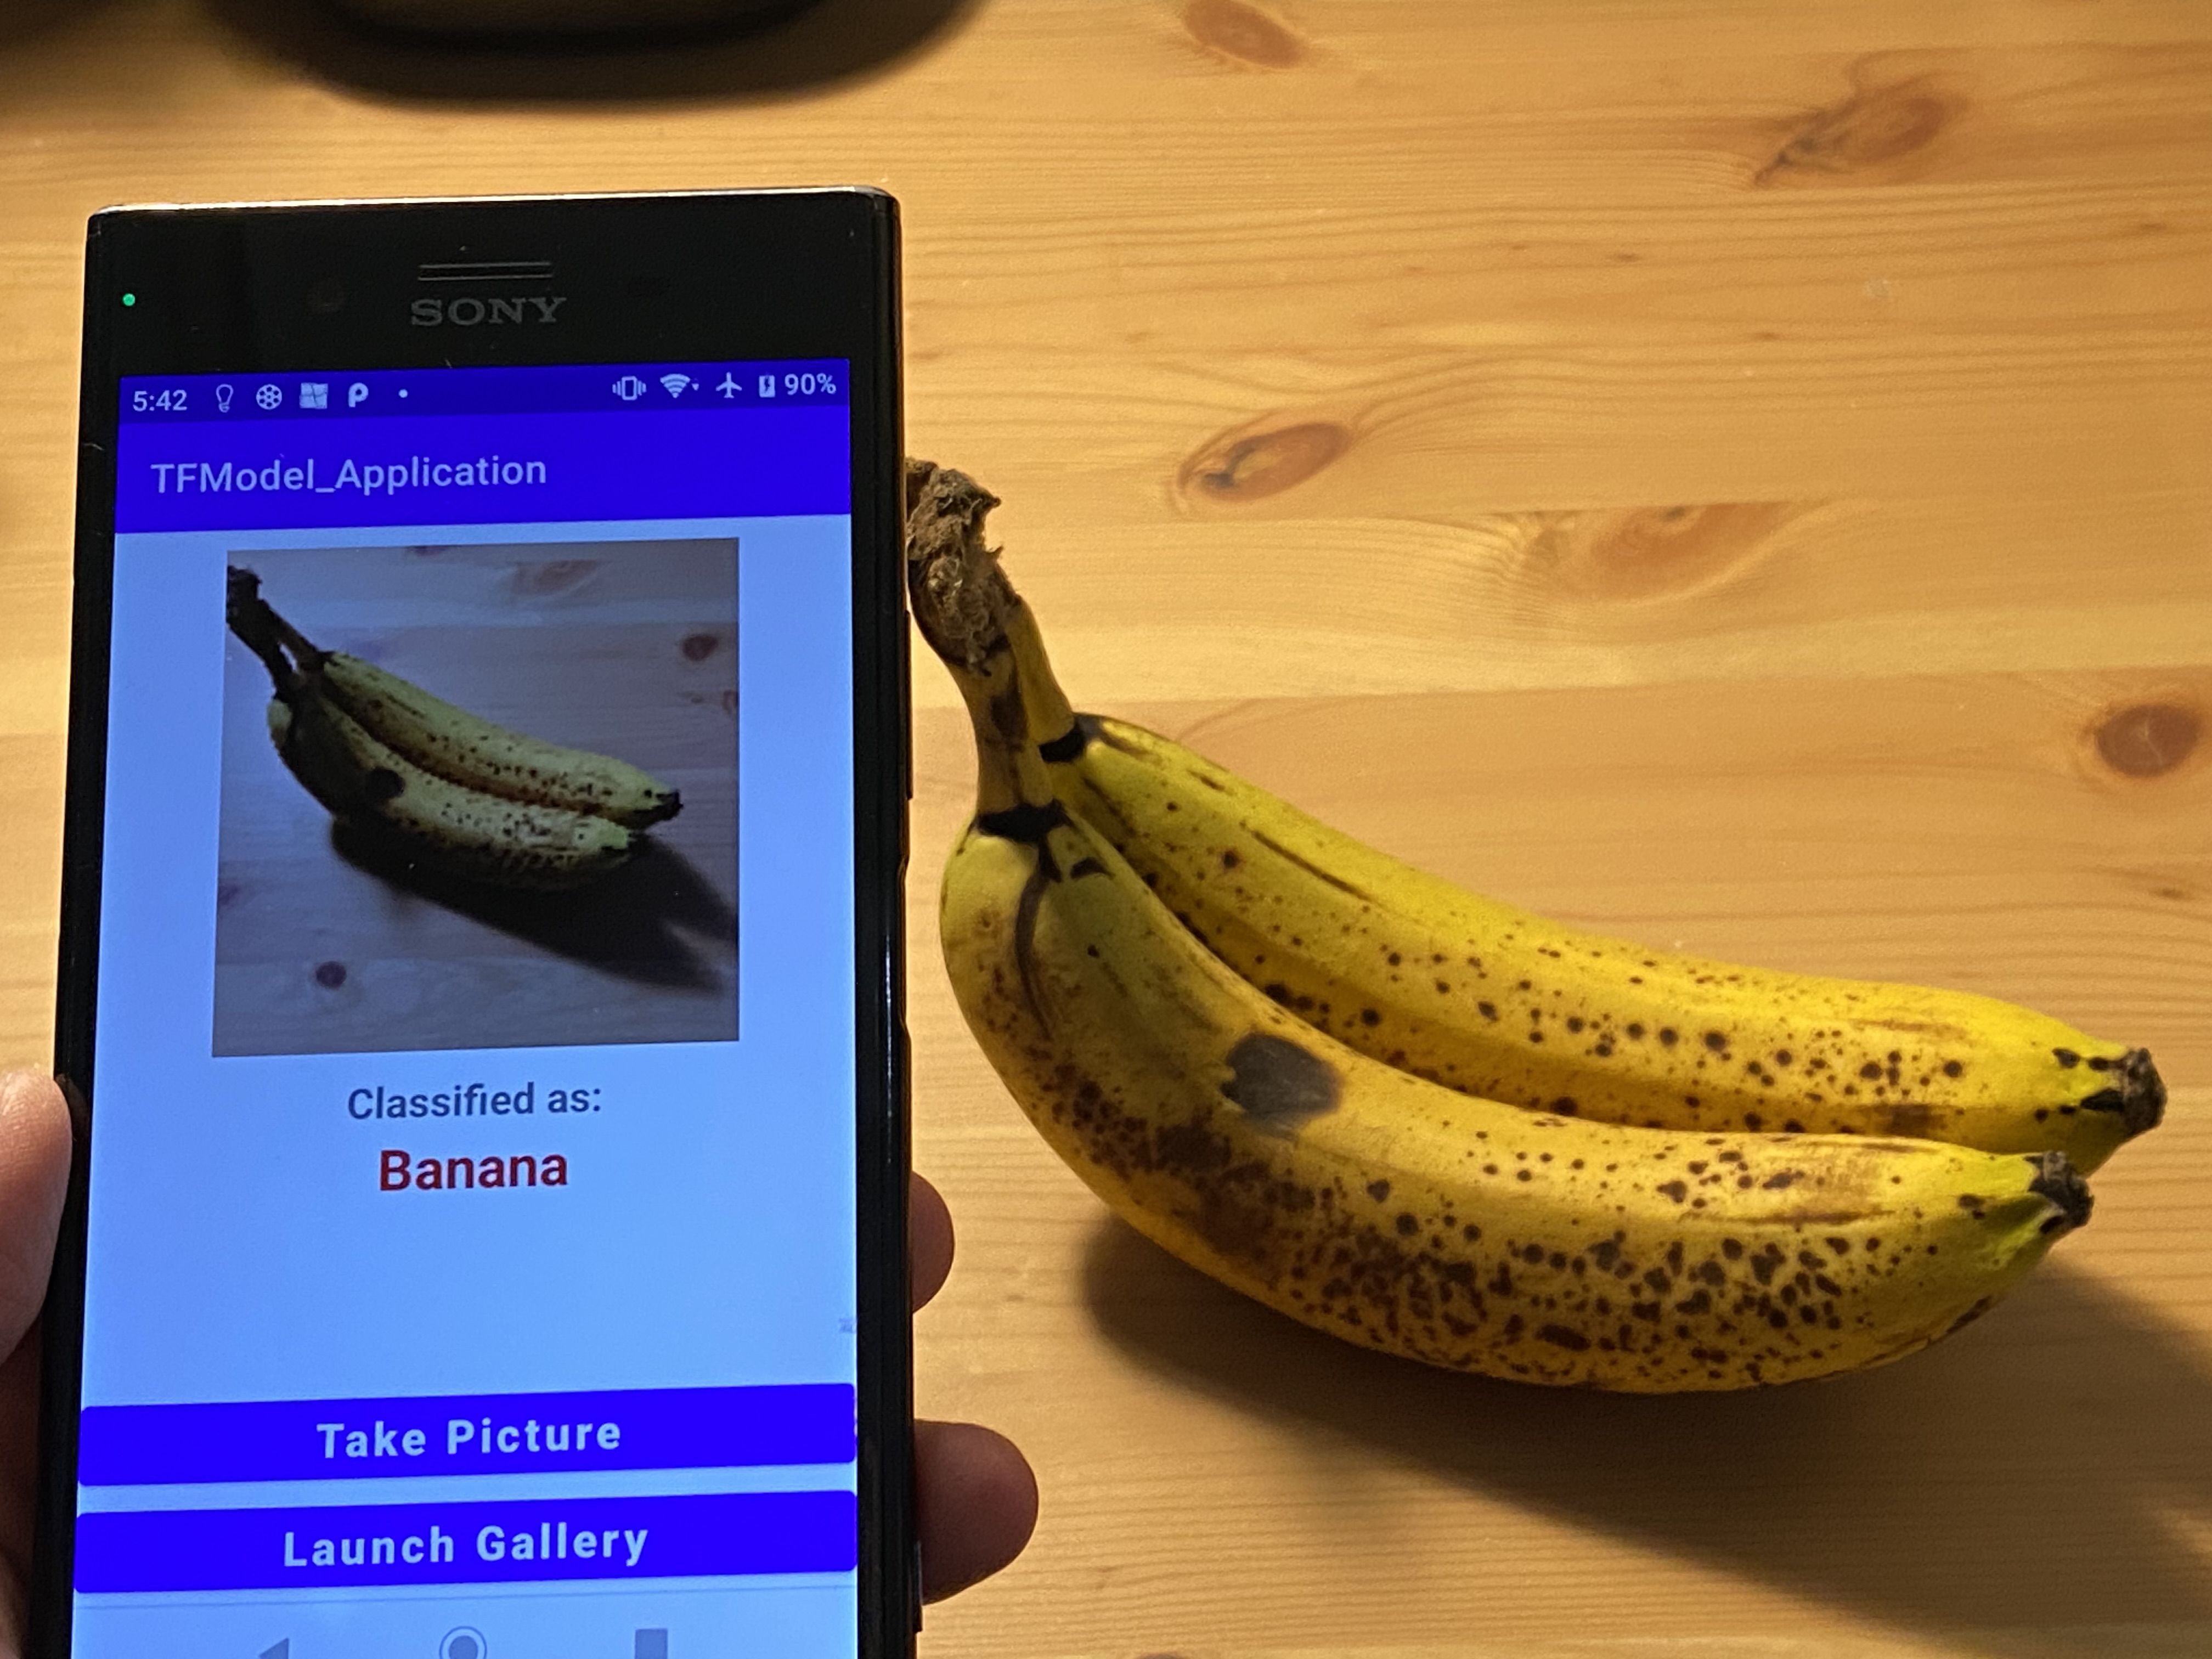 SONY
5:42 90%
TFModel_Application
Classified as:
Banana
Take Picture
Launch Gallery